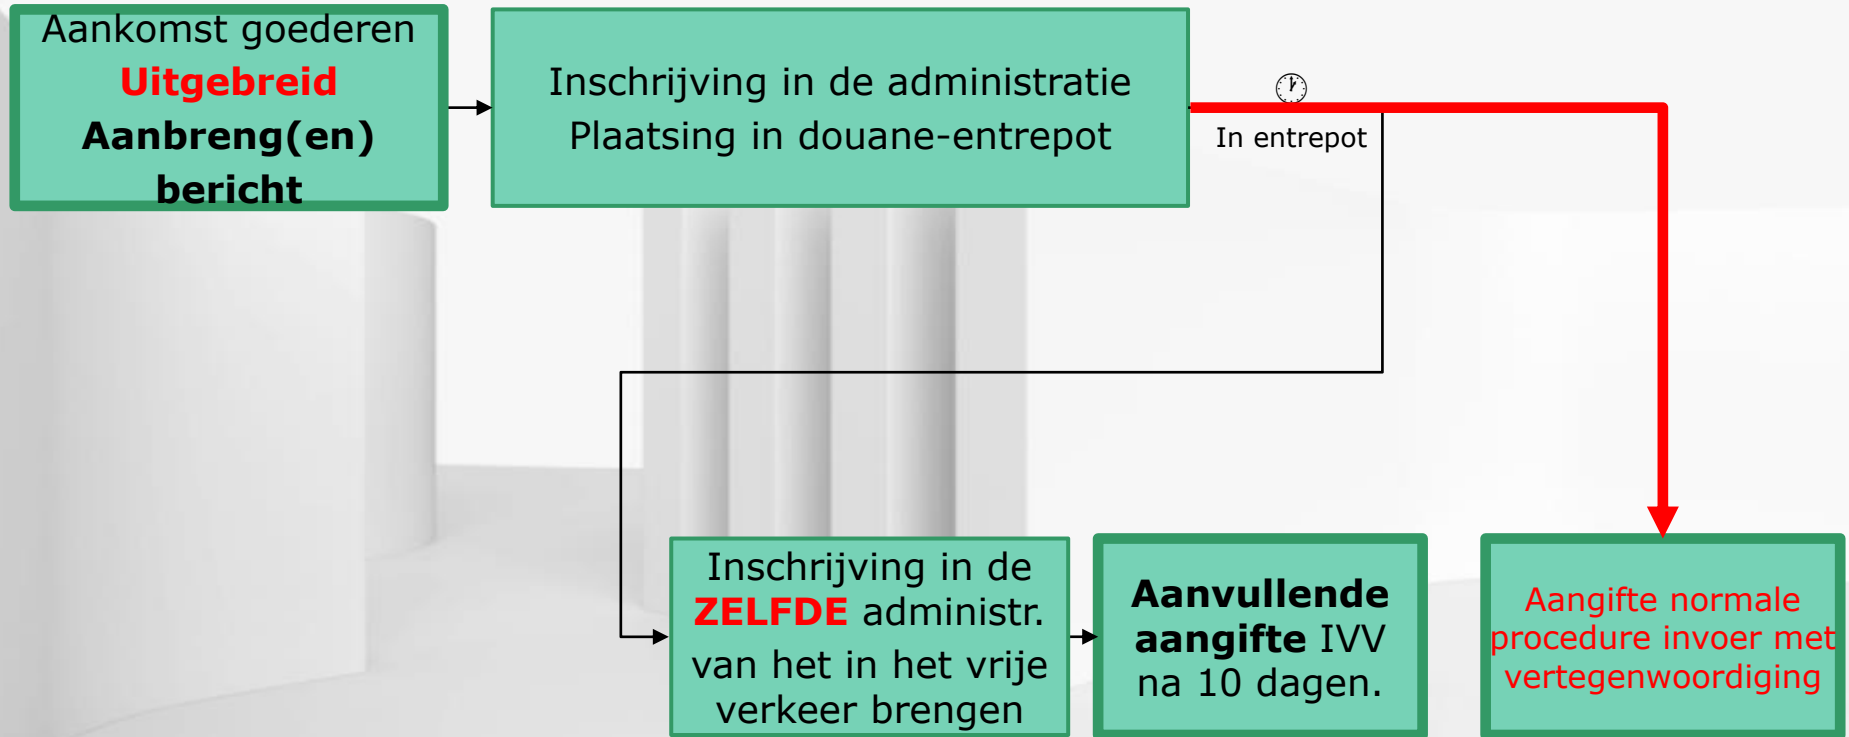 Aankomst goederen
Uitgebreid
Aanbreng(en)
bericht
Inschrijving in de administratie
Plaatsing in douane-entrepot
In entrepot
Inschrijving in de
ZELFDE administr.
van het in het vrije
verkeer brengen
Aanvullende
aangifte IVV
na 10 dagen.
Aangifte normale
procedure invoer met
vertegenwoordiging